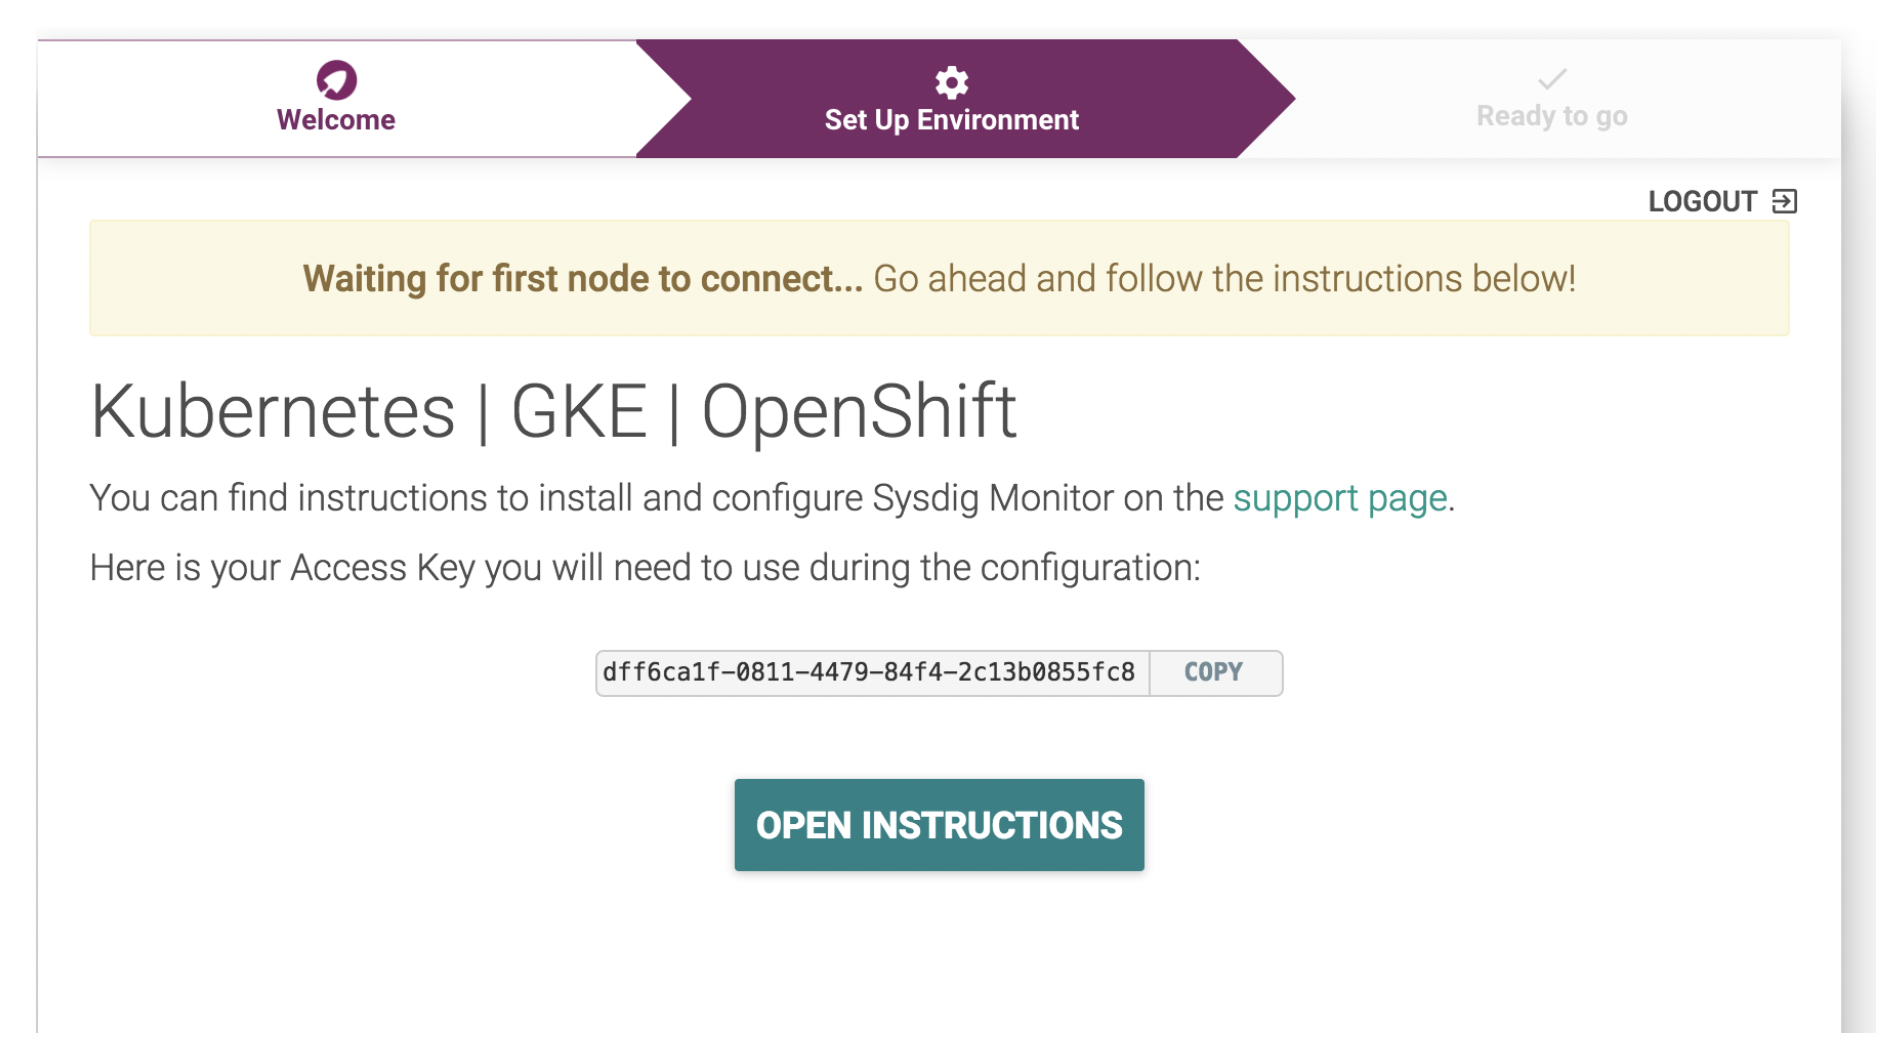 Welcome
Set Up Environment
Ready to go
LOGOUT
Waiting for first node to connect... Go ahead and follow the instructions below!
Kubernetes | GKE | OpenShift
You can find instructions to install and configure Sysdig Monitor on the support page.
Here is your Access Key you will need to use during the configuration:
dff6ca1f-0811-4479-84f4-2c13b0855fc8 COPY
OPEN INSTRUCTIONS